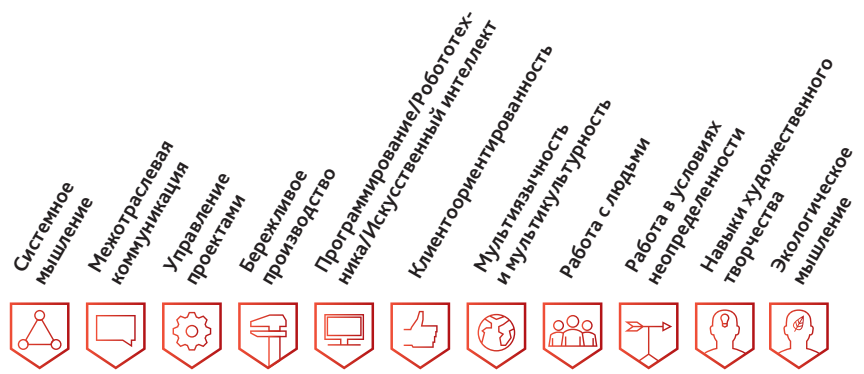 Системное
мышление
Межотраслевая
коммуникация
Управление
проектами
Бережливое
производство
Программирование/Робототех-
ника/Искусственный интеллект
Клиентоориентированность
Мультиязычность
и мультикультурность
Работа с людьми
Работа в условиях
неопределенности
Навыки художественного
творчества
Экологическое
мышление